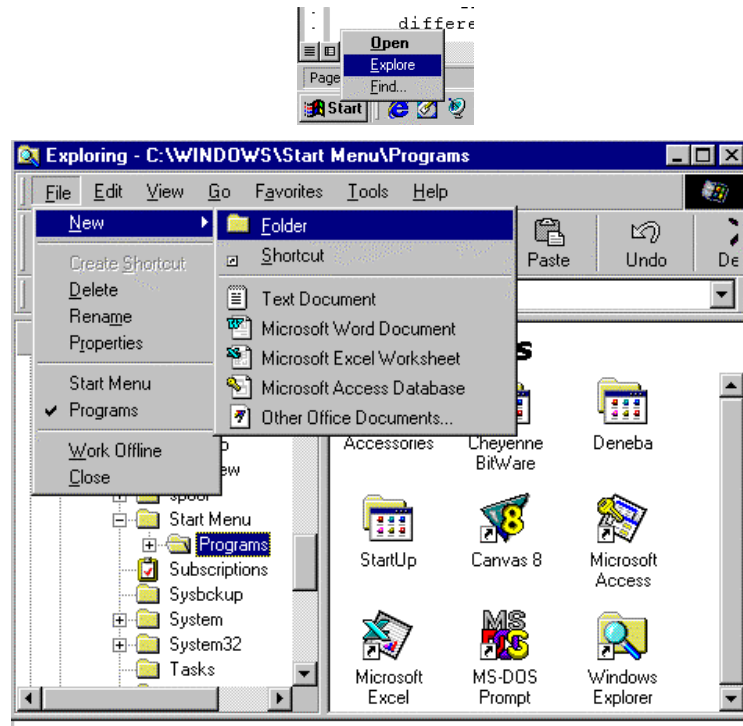 differe
Open
Explore
Page
Find...
Start
Exploring - C:\WINDOWS\Start Menu\Programs
File Edit View Go Favorites Tools Help
New
Folder
Create Shortcut
Shortcut
Paste
Undo
De
Delete
Rename
Properties
Text Document
Microsoft Word Document
Microsoft Excel Worksheet
Start Menu
Microsoft Access Database
Programs
Other Office Documents...
Work Offline
Close
Accessories
Cheyenne
BitWare
Deneba
Start Menu
Programs
Subscriptions
Sysbckup
System
System32
Tasks
StartUp
Canvas 8
Microsoft
Access
Microsoft
Excel
MS-DOS
Prompt
Windows
Explorer